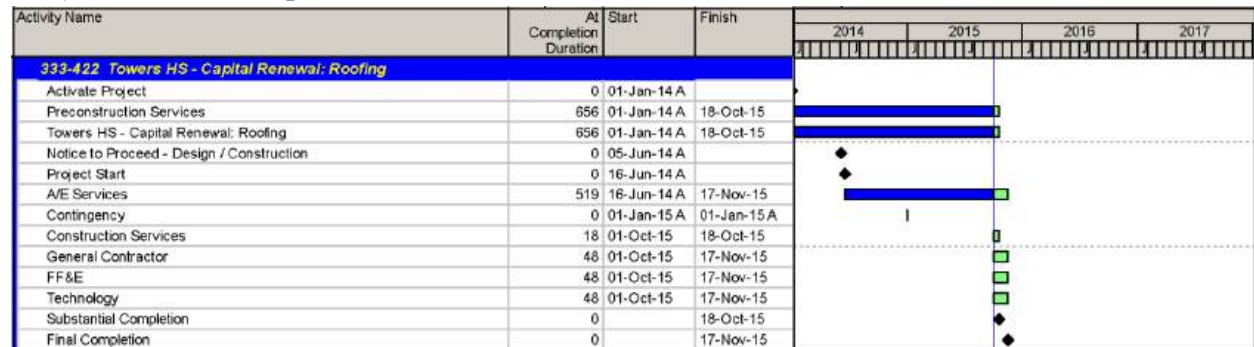 Activity Name At Completion Duration Start Finish 2014 2015 2016 2017
J J J J J J J
333-422 Towers HS - Capital Renewal: Roofing
Activate Project 0 01-Jan-14 A
Preconstruction Services 656 01-Jan-14 A 18-Oct-15
Towers HS - Capital Renewal: Roofing 656 01-Jan-14 A 18-Oct-15
Notice to Proceed - Design / Construction 0 05-Jun-14 A
Project Start 0 16-Jun-14 A
A/E Services 519 16-Jun-14 A 17-Nov-15
Contingency 0 01-Jan-15 A 01-Jan-15 A
Construction Services 18 01-Oct-15 18-Oct-15
General Contractor 48 01-Oct-15 17-Nov-15
FF&E 48 01-Oct-15 17-Nov-15
Technology 48 01-Oct-15 17-Nov-15
Substantial Completion 0 18-Oct-15
Final Completion 0 17-Nov-15